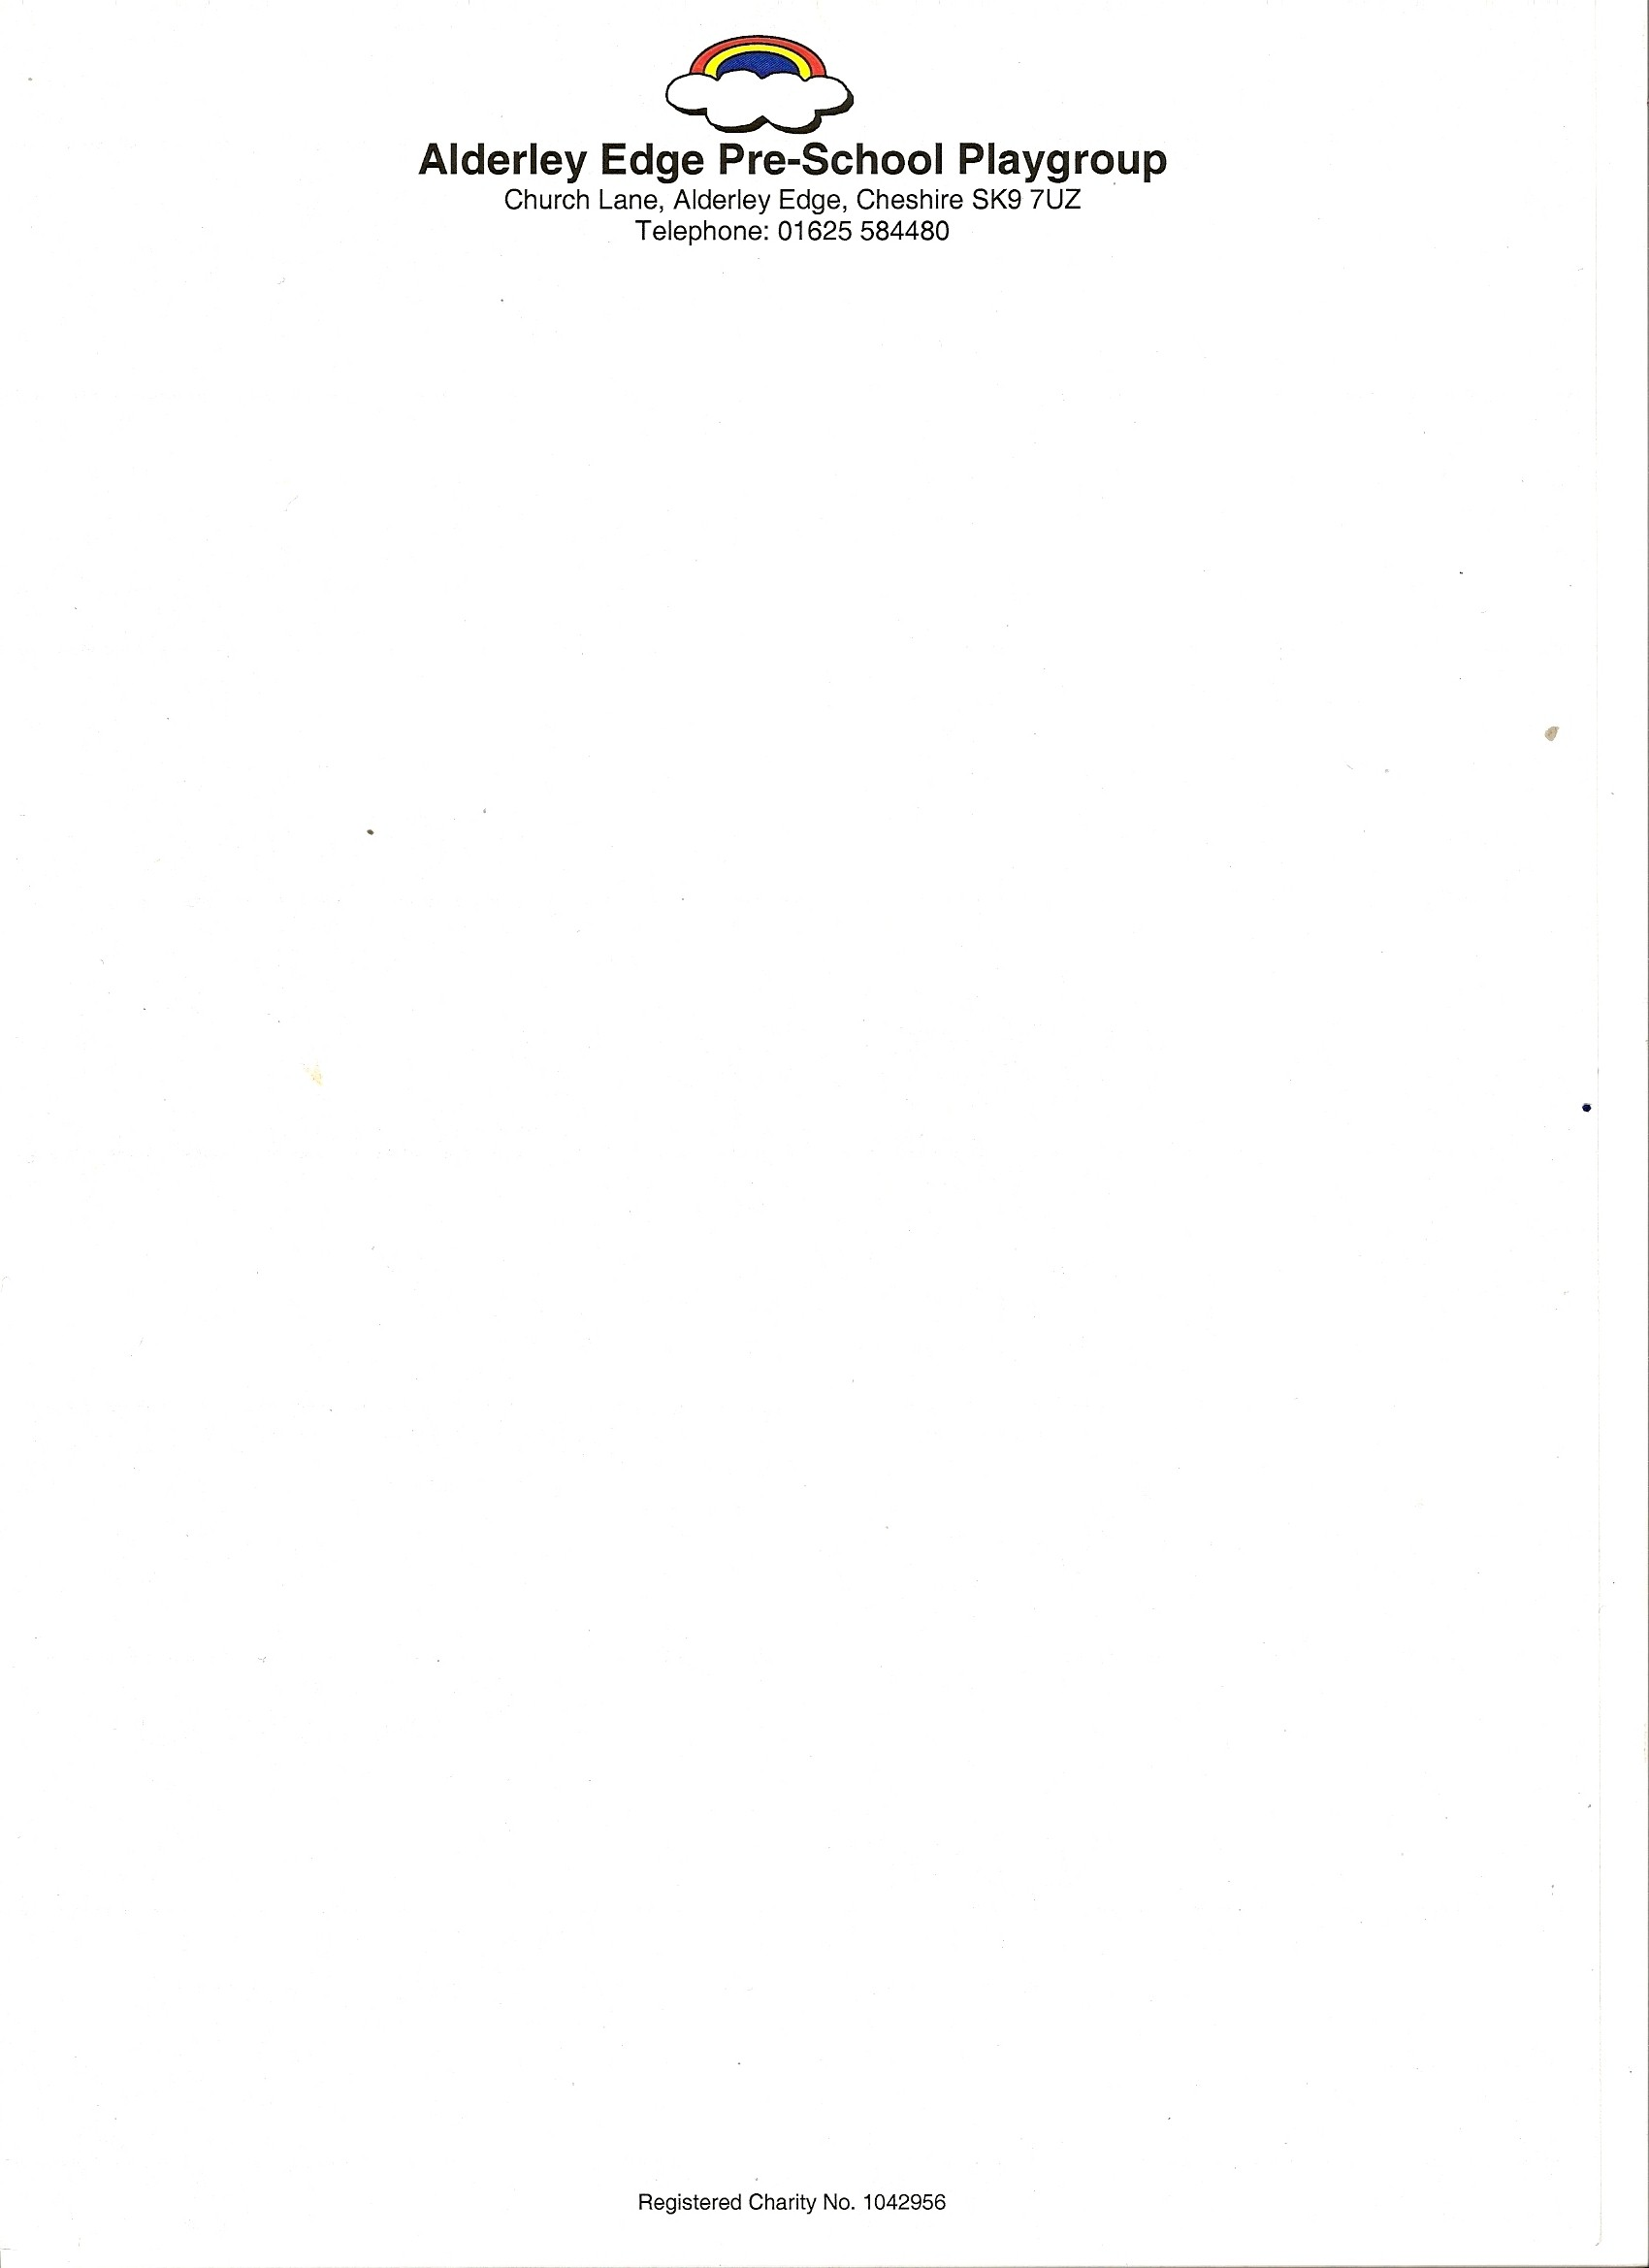 Alderley Edge Pre-School Playgroup
Church Lane, Alderley Edge, Cheshire SK9 7UZ
Telephone: 01625 584480
Registered Charity No. 1042956